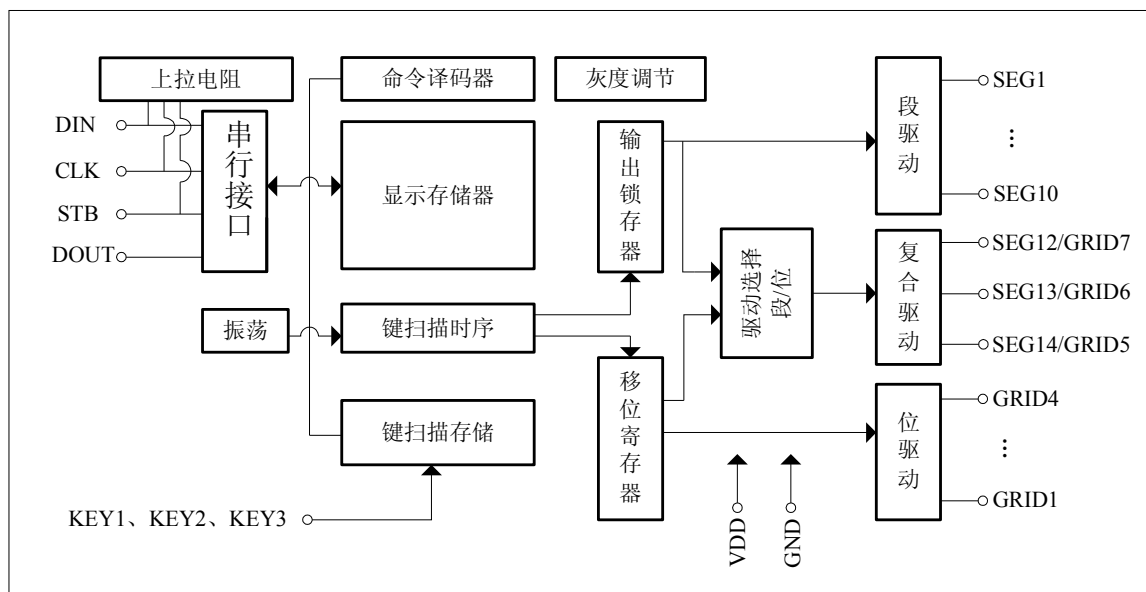 上拉电阻
命令译码器
灰度调节
DIN
CLK
STB
DOUT
串行接口
显示存储器
输出锁存器
段驱动
SEG1
⋮
SEG10
驱动选择
段/位
复合驱动
SEG12/GRID7
SEG13/GRID6
SEG14/GRID5
振荡
键扫描时序
移位寄存器
键扫描存储
位驱动
GRID4
⋮
GRID1
KEY1、KEY2、KEY3
VDD
GND